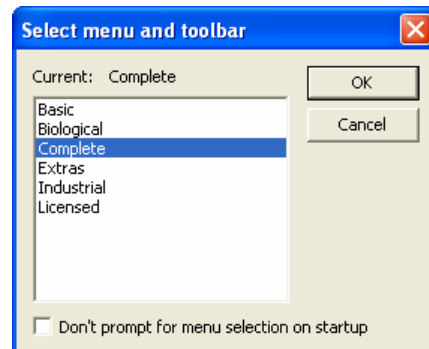 Select menu and toolbar
Current: Complete
OK
Basic
Biological
Complete
Extras
Industrial
Licensed
Cancel
Don't prompt for menu selection on startup